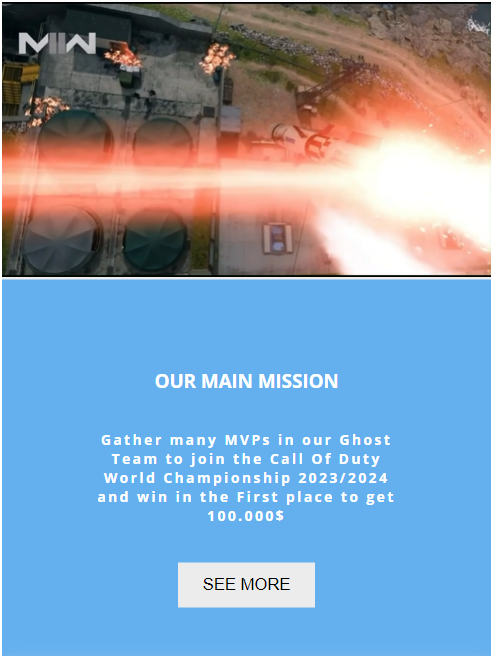 MW
OUR MAIN MISSION
Gather many MVPs in our Ghost
Team to join the Call Of Duty
World Championship 2023/2024
and win in the First place to get
100.000$
SEE MORE